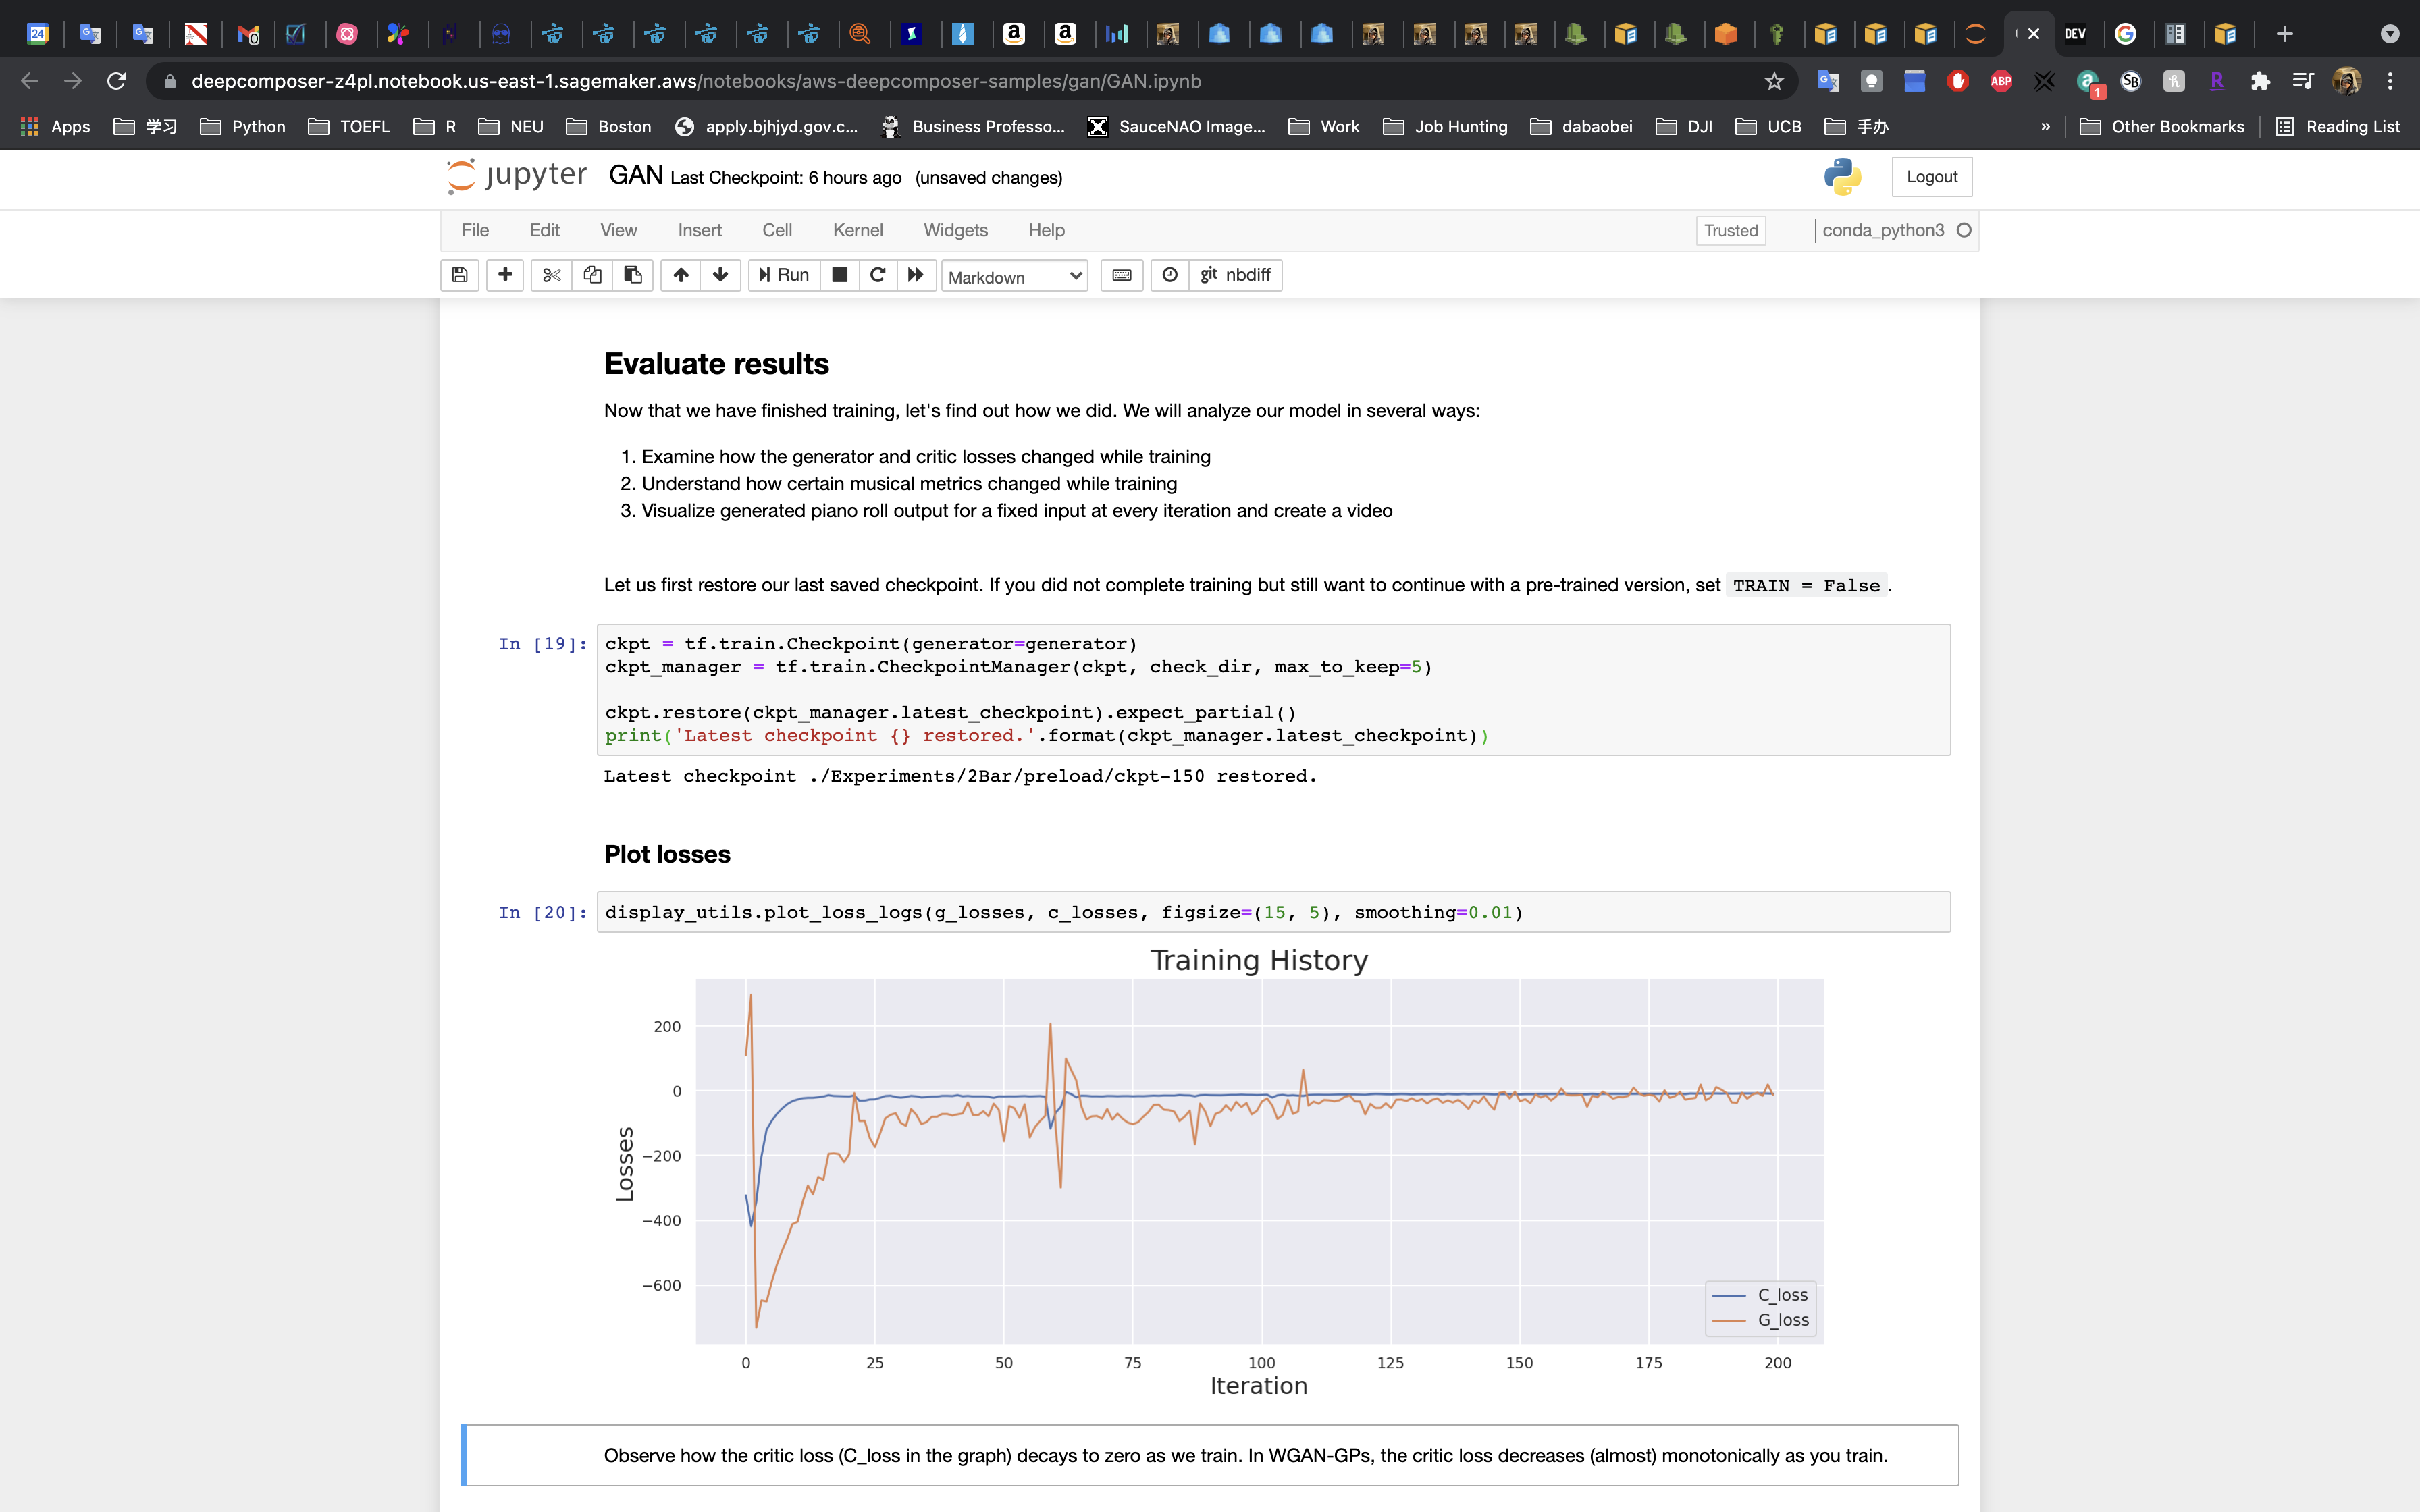 24
DEV
deepcomposer-z4pl.notebook.us-east-1.sagemaker.aws/notebooks/aws-deepcomposer-samples/gan/GAN.ipynb
ABP
1
SB
R
Apps 学习 Python TOEFL R NEU Boston apply.bjhjyd.gov.c... Business Professo... SauceNAO Image... Work Job Hunting dabaobei DJI UCB 手办 » Other Bookmarks Reading List
jupyter GAN Last Checkpoint: 6 hours ago (unsaved changes) Logout
File Edit View Insert Cell Kernel Widgets Help Trusted conda_python3
Run Markdown git nbdiff
Evaluate results
Now that we have finished training, let's find out how we did. We will analyze our model in several ways:
1. Examine how the generator and critic losses changed while training
2. Understand how certain musical metrics changed while training
3. Visualize generated piano roll output for a fixed input at every iteration and create a video
Let us first restore our last saved checkpoint. If you did not complete training but still want to continue with a pre-trained version, set TRAIN = False .
In [19]: ckpt = tf.train.Checkpoint(generator=generator)
ckpt_manager = tf.train.CheckpointManager(ckpt, check_dir, max_to_keep=5)
ckpt.restore(ckpt_manager.latest_checkpoint).expect_partial()
print('Latest checkpoint {} restored.'.format(ckpt_manager.latest_checkpoint))
Latest checkpoint ./Experiments/2Bar/preload/ckpt-150 restored.
Plot losses
In [20]: display_utils.plot_loss_logs(g_losses, c_losses, figsize=(15, 5), smoothing=0.01)
Training History
200
0
−200
−400
−600
Losses
C_loss
G_loss
0 25 50 75 100 125 150 175 200
Iteration
Observe how the critic loss (C_loss in the graph) decays to zero as we train. In WGAN-GPs, the critic loss decreases (almost) monotonically as you train.